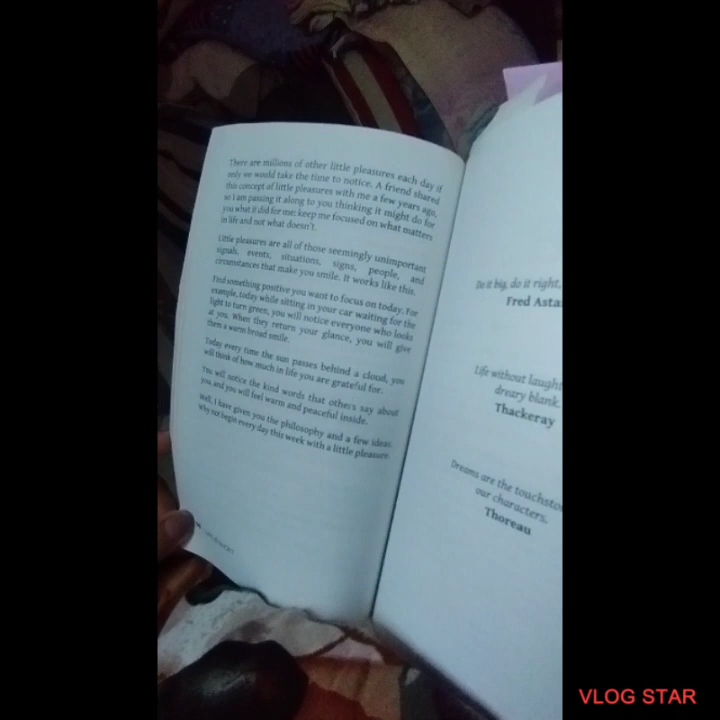 There are millions of other little pleasures each day if
only we would take the time to notice. A friend shared
this concept of little pleasures with me a few years ago,
so I am passing it along to you thinking it might do for
you what it did for me: keep me focused on what matters
in life and not what doesn't.
Little pleasures are all of those seemingly unimportant
signals, events, situations, signs, people, and
circumstances that make you smile. It works like this.
Find something positive you want to focus on today. For
example, today while sitting in your car waiting for the
light to turn green, you will notice everyone who looks
at you. When they return your glance, you will give
them a warm broad smile.
Today every time the sun passes behind a cloud, you
will think of how much in life you are grateful for.
You will notice the kind words that others say about
you, and you will feel warm and peaceful inside.
Well, I have given you the philosophy and a few ideas.
Why not begin every day this week with a little pleasure.
Do it big, do it right,
Fred Astai
Life without laught
dreary blank.
Thackeray
Dreams are the touchsto
our characters.
Thoreau
VLOG STAR